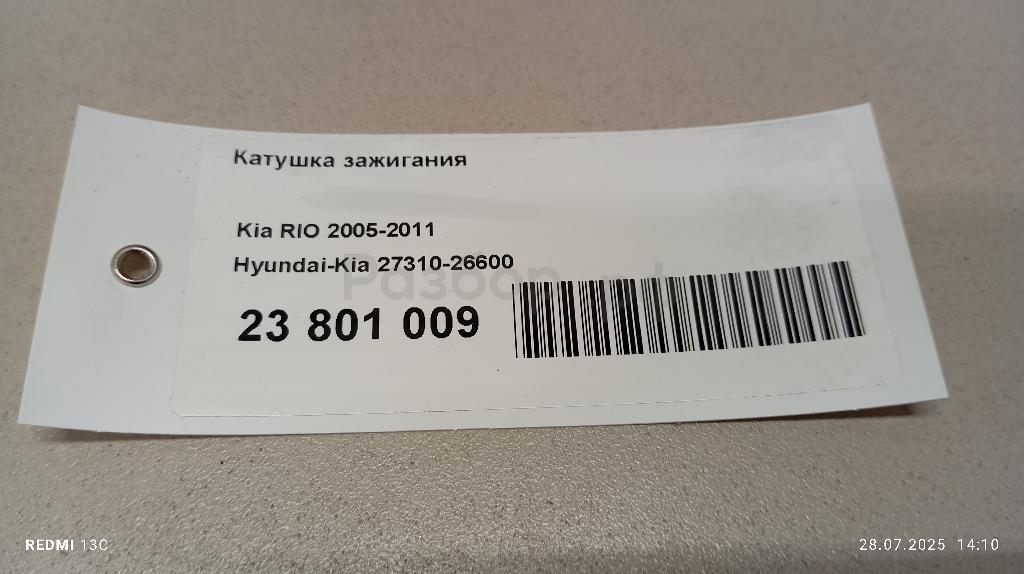 Катушка зажигания
Kia RIO 2005-2011
Hyundai-Kia 27310-26600
23 801 009
REDMI 13C
28.07.2025 14:10